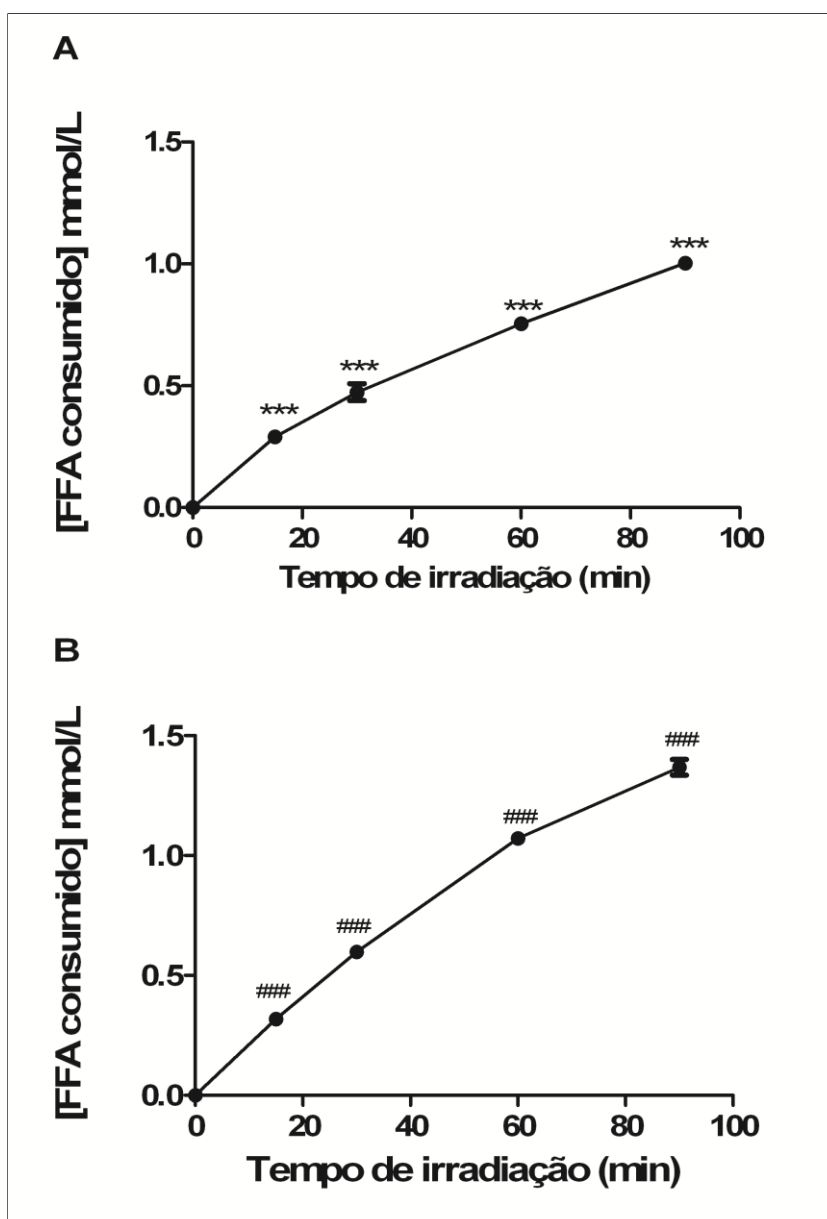 A
[FFA consumido] mmol/L
1.5
1.0
0.5
0.0
***
***
***
***
0 20 40 60 80 100
Tempo de irradiação (min)
B
[FFA consumido] mmol/L
1.5
1.0
0.5
0.0
###
###
###
###
0 20 40 60 80 100
Tempo de irradiação (min)